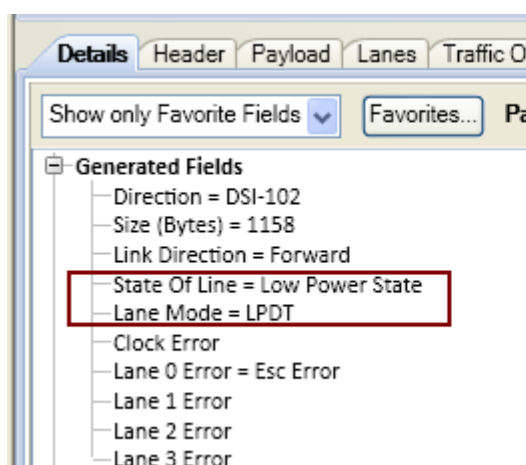 Details Header Payload Lanes Traffic O
Show only Favorite Fields Favorites... Pa
Generated Fields
Direction = DSI-102
Size (Bytes) = 1158
Link Direction = Forward
State Of Line = Low Power State
Lane Mode = LPDT
Clock Error
Lane 0 Error = Esc Error
Lane 1 Error
Lane 2 Error
Lane 3 Error